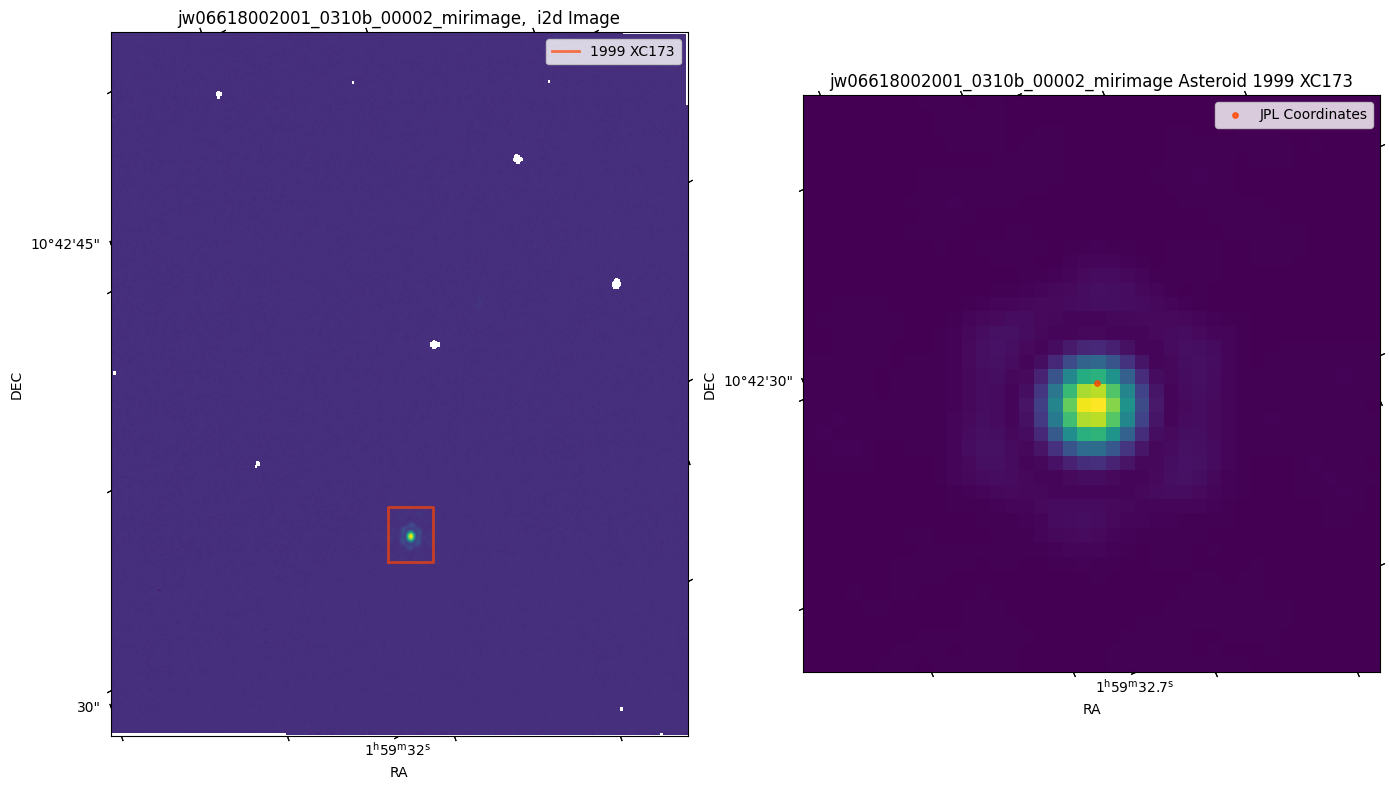 jw06618002001_0310b_00002_mirimage,  i2d Image
1999 XC173
10°42'45"
30"
DEC
1ʰ59ᵐ32ˢ
RA
jw06618002001_0310b_00002_mirimage Asteroid 1999 XC173
JPL Coordinates
10°42'30"
DEC
1ʰ59ᵐ32.7ˢ
RA